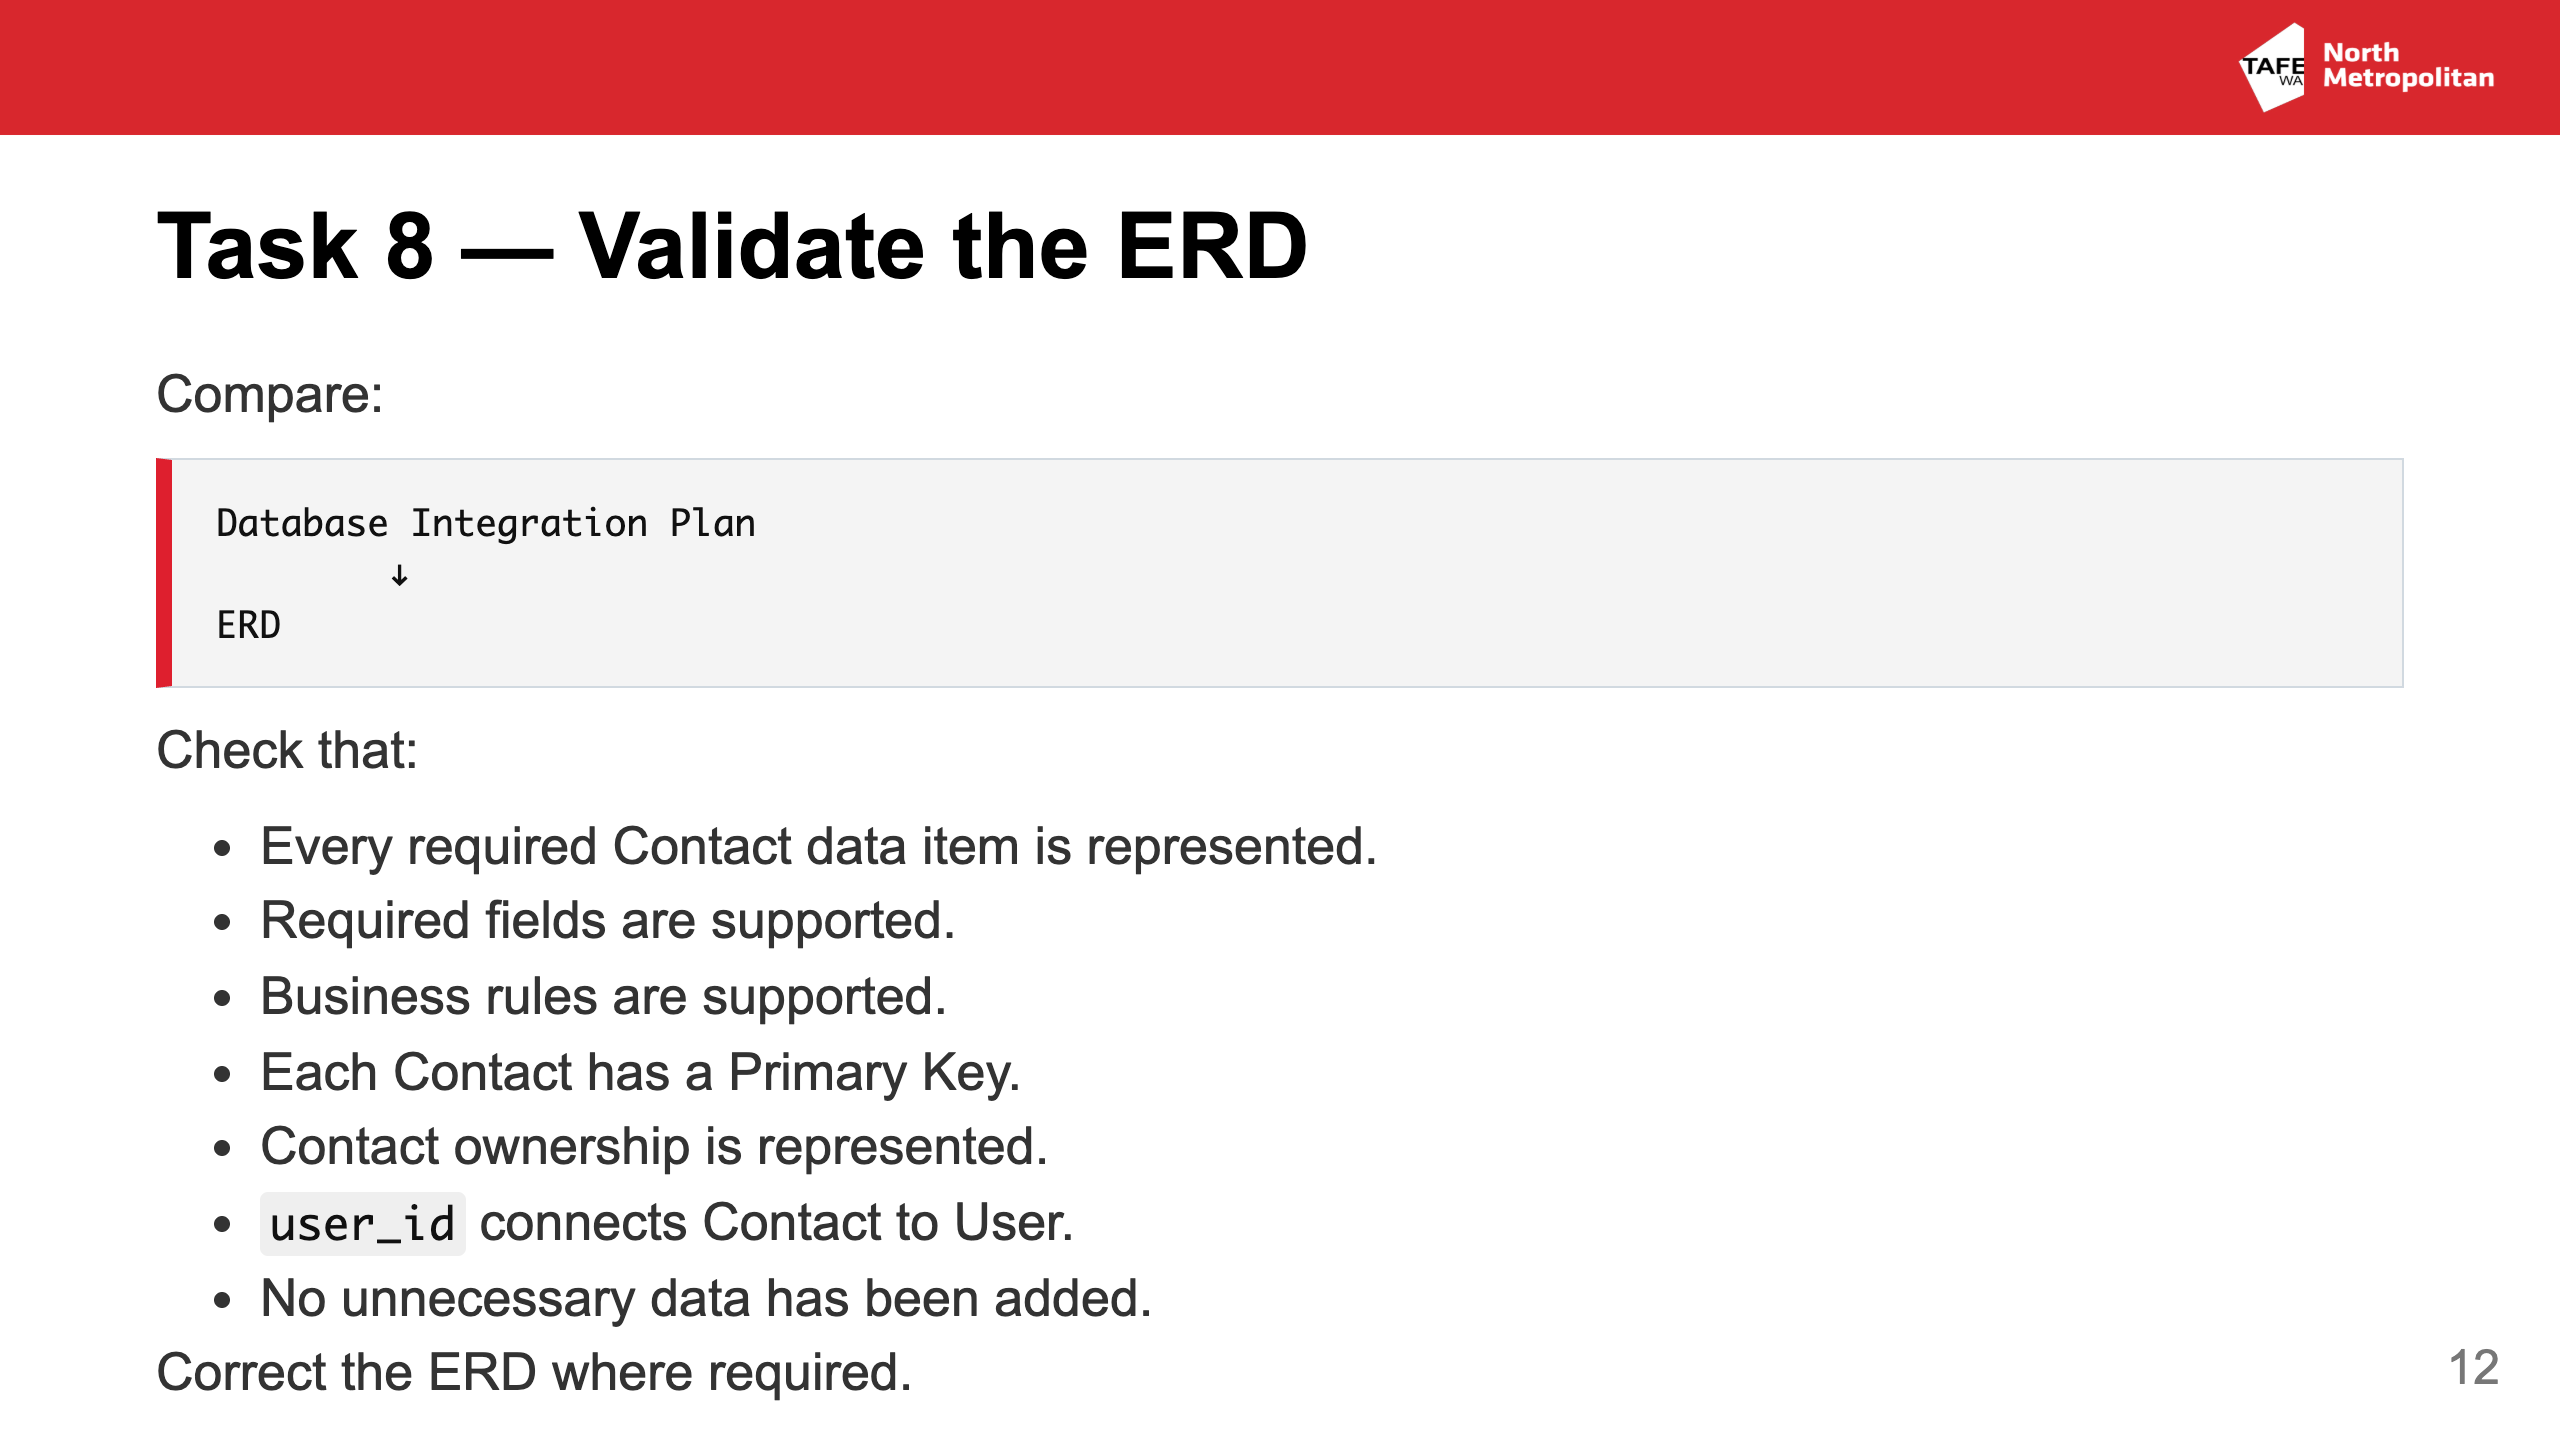 TAFE
WA
North
Metropolitan
Task 8 — Validate the ERD
Compare:
Database Integration Plan
↓
ERD
Check that:
• Every required Contact data item is represented.
• Required fields are supported.
• Business rules are supported.
• Each Contact has a Primary Key.
• Contact ownership is represented.
• user_id connects Contact to User.
• No unnecessary data has been added.
Correct the ERD where required.
12